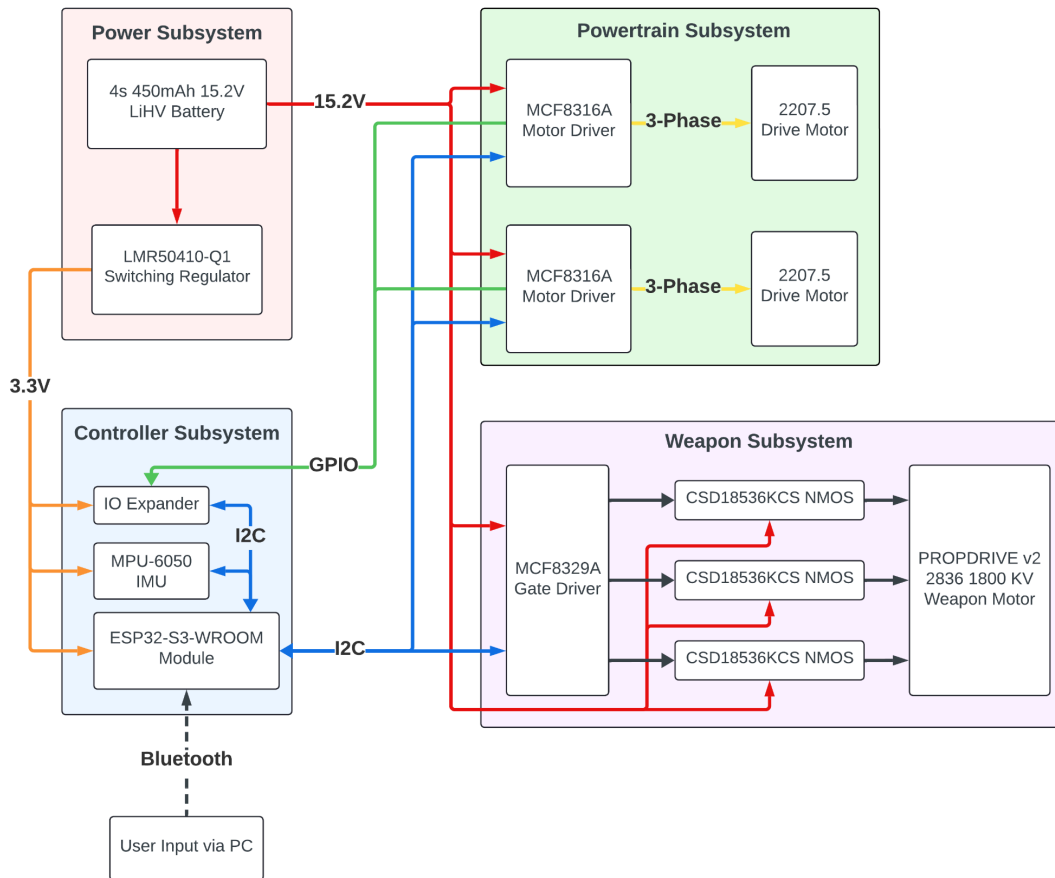 Power Subsystem
4s 450mAh 15.2V
LiHV Battery
LMR50410-Q1
Switching Regulator
15.2V
3.3V
Powertrain Subsystem
MCF8316A
Motor Driver
3-Phase
2207.5
Drive Motor
MCF8316A
Motor Driver
3-Phase
2207.5
Drive Motor
Controller Subsystem
GPIO
IO Expander
I2C
MPU-6050
IMU
ESP32-S3-WROOM
Module
I2C
Weapon Subsystem
MCF8329A
Gate Driver
CSD18536KCS NMOS
CSD18536KCS NMOS
CSD18536KCS NMOS
PROPDRIVE v2
2836 1800 KV
Weapon Motor
Bluetooth
User Input via PC